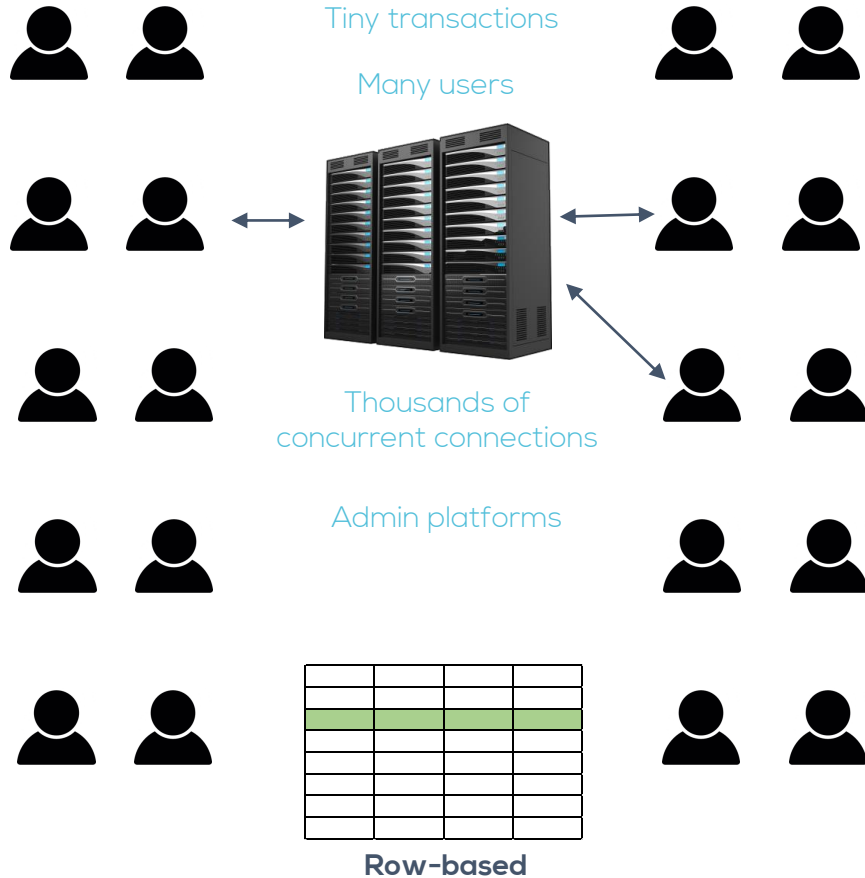 Tiny transactions
Many users
Thousands of
concurrent connections
Admin platforms
Row-based